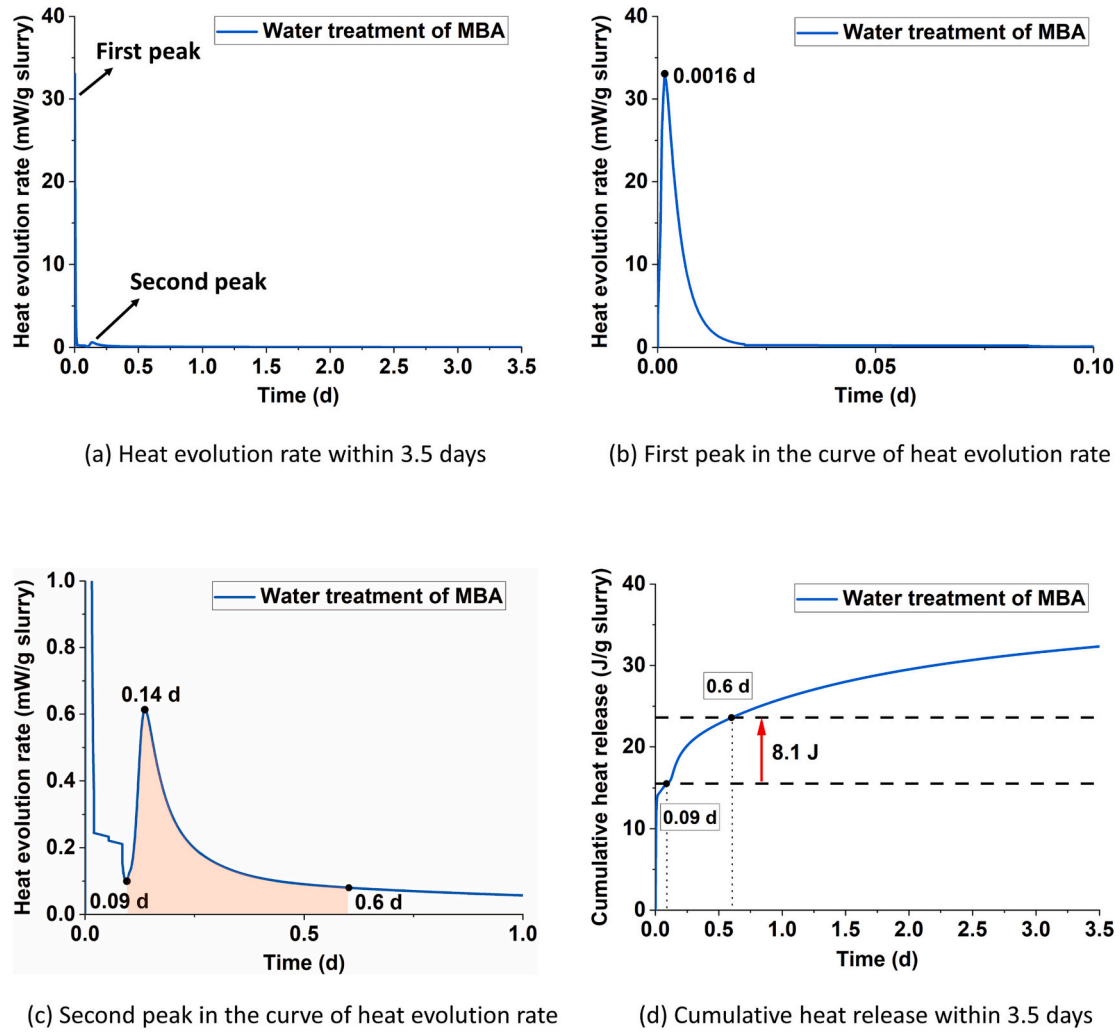 Water treatment of MBA
First peak
Second peak
Heat evolution rate (mW/g slurry)
40
30
20
10
0
0.0 0.5 1.0 1.5 2.0 2.5 3.0 3.5
Time (d)
(a) Heat evolution rate within 3.5 days
Water treatment of MBA
0.0016 d
Heat evolution rate (mW/g slurry)
40
30
20
10
0
0.00 0.05 0.10
Time (d)
(b) First peak in the curve of heat evolution rate
Water treatment of MBA
0.14 d
0.09 d
0.6 d
Heat evolution rate (mW/g slurry)
1.0
0.8
0.6
0.4
0.2
0.0
0.0 0.5 1.0
Time (d)
(c) Second peak in the curve of heat evolution rate
Water treatment of MBA
0.6 d
8.1 J
0.09 d
Cumulative heat release (J/g slurry)
40
30
20
10
0
0.0 0.5 1.0 1.5 2.0 2.5 3.0 3.5
Time (d)
(d) Cumulative heat release within 3.5 days